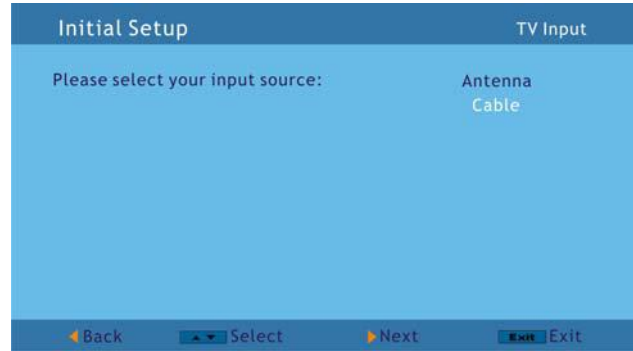 Initial Setup TV Input
Please select your input source: Antenna
Cable
Back Select Next Exit Exit